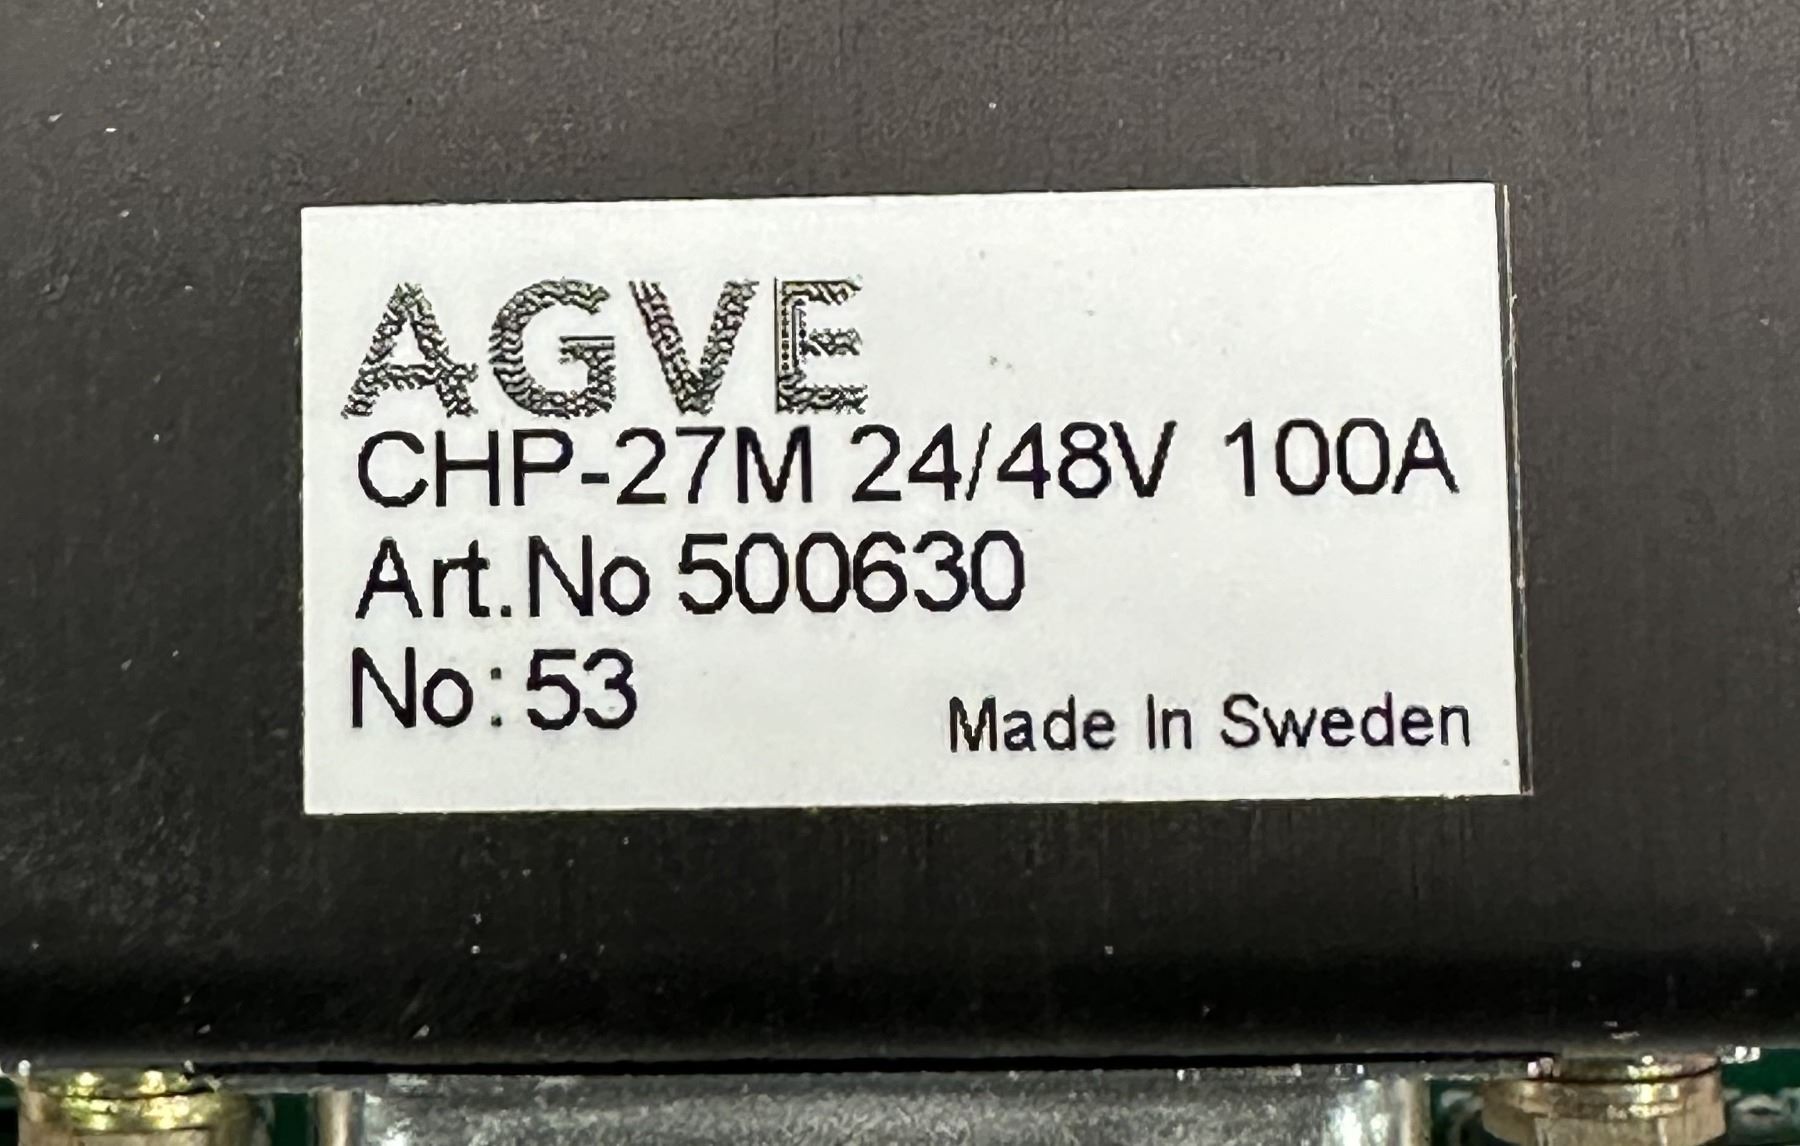 AGVE
CHP-27M 24/48V 100A
Art.No 500630
No: 53
Made In Sweden